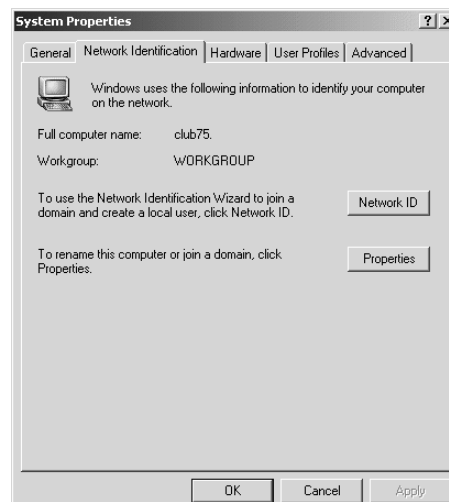 System Properties
General Network Identification Hardware User Profiles Advanced
Windows uses the following information to identify your computer
on the network.
Full computer name: club75.
Workgroup: WORKGROUP
To use the Network Identification Wizard to join a
domain and create a local user, click Network ID.
Network ID
To rename this computer or join a domain, click
Properties.
Properties
OK Cancel Apply